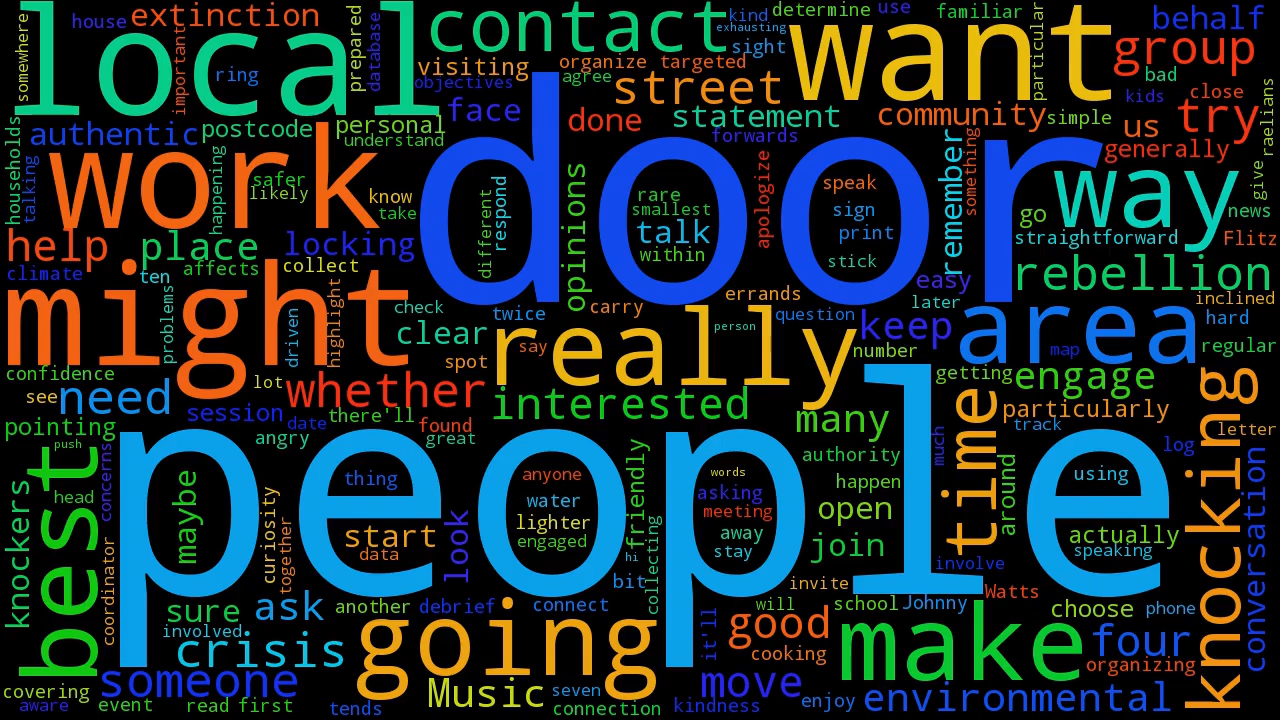 house extinction
contact
kind
determine use familiar
behalf
somewhere
local
important
ring
prepared
database
exhausting
sight
want
particular
group
visiting
organize targeted
objectives
agree
street
bad
kids
close
raelians
face
done
statement
community
simple
us
try
households
authentic
postcode
personal
understand
forwards
generally
talking
work
happening
safer
likely
know
take
door
different
respond
opinions
rare
smallest
talk
within
apologize
speak
sign
print
stick
remember
something
way
give
go
news
straightforward
Flitz
help
place
locking
climate
ten
affects
collect
easy
rebellion
might
problems
driven
highlight
check
twice
carry
errands
question
later
inclined
clear
really
person
keep
area
hard
map
regular
spot
say
number
confidence
see
need
lot
whether
interested
getting
engage
particularly
session
date
there'll
found
great
angry
many
time
track
letter
pointing
push
best
head
concerns
people
thing
anyone
words
authority
much
around
log
knocking
knockers
maybe
curiosity
together
start
data
look
water
lighter
engaged
friendly
hi
collecting
asking
meeting
away
stay
happen
open
join
using
actually
speaking
conversation
coordinator
bit
invite
involve
Watts
sure
ask
another
debrief
connect
will
school
Johnny
choose
phone
involved
crisis
going
it'll
good
cooking
make
four
organizing
covering
someone
Music
seven
connection
move
kindness
enjoy
environmental
aware
event
read first
tends